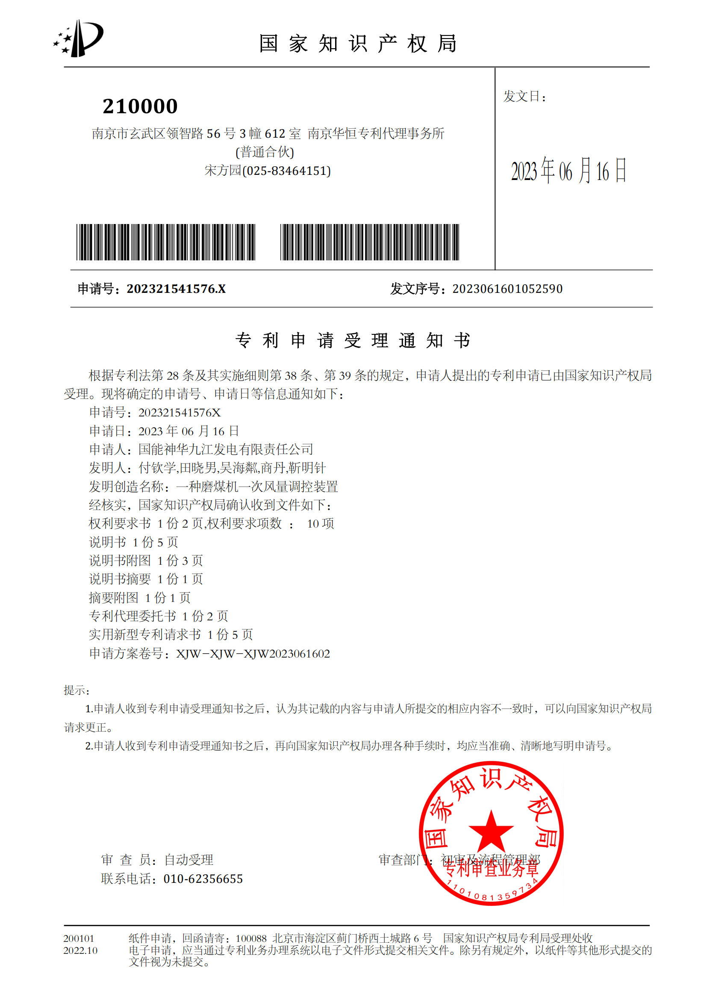 国家知识产权局
210000
南京市玄武区领智路 56 号 3 幢 612 室 南京华恒专利代理事务所
(普通合伙)
宋方园(025-83464151)
发文日：
2023 年 06 月 16 日
申请号：202321541576.X
发文序号：2023061601052590
专利申请受理通知书
根据专利法第 28 条及其实施细则第 38 条、第 39 条的规定，申请人提出的专利申请已由国家知识产权局
受理。现将确定的申请号、申请日等信息通知如下：
申请号：202321541576X
申请日：2023 年 06 月 16 日
申请人：国能神华九江发电有限责任公司
发明人：付钦学,田晓男,吴海粼,商丹,靳明针
发明创造名称：一种磨煤机一次风量调控装置
经核实，国家知识产权局确认收到文件如下：
权利要求书 1 份 2 页,权利要求项数 ： 10 项
说明书 1 份 5 页
说明书附图 1 份 3 页
说明书摘要 1 份 1 页
摘要附图 1 份 1 页
专利代理委托书 1 份 2 页
实用新型专利请求书 1 份 5 页
申请方案卷号：XJW-XJW-XJW2023061602
提示：
1.申请人收到专利申请受理通知书之后，认为其记载的内容与申请人所提交的相应内容不一致时，可以向国家知识产权局
请求更正。
2.申请人收到专利申请受理通知书之后，再向国家知识产权局办理各种手续时，均应当准确、清晰地写明申请号。
国家知识产权局
审 查 员：自动受理
审查部门：初审及流程管理部
专利审查业务章
联系电话：010-62356655
1101081359734
200101
纸件申请，回函请寄：100088 北京市海淀区蓟门桥西土城路 6 号 国家知识产权局专利局受理处收
2022.10
电子申请，应当通过专利业务办理系统以电子文件形式提交相关文件。除另有规定外，以纸件等其他形式提交的
文件视为未提交。